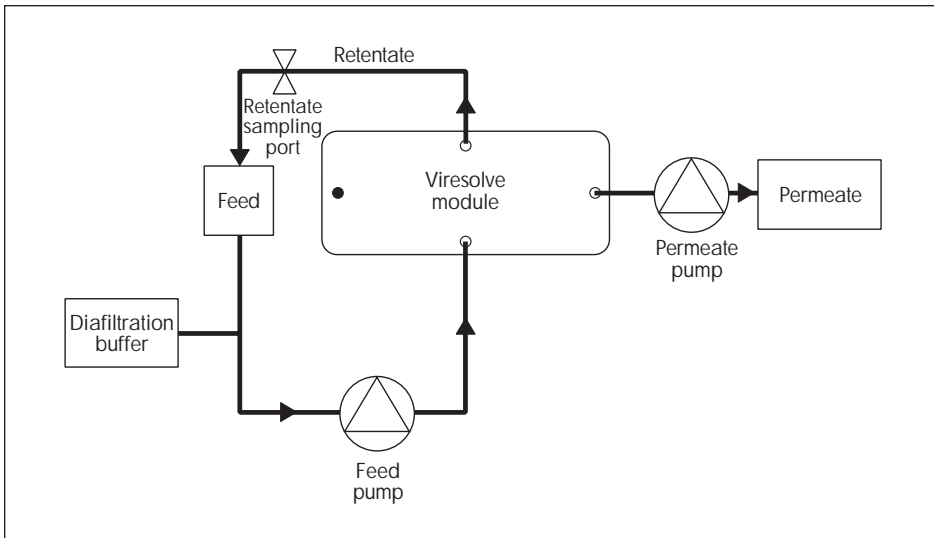 Retentate
Retentate
sampling
port
Feed
Viresolve
module
Permeate
Permeate
pump
Diafiltration
buffer
Feed
pump